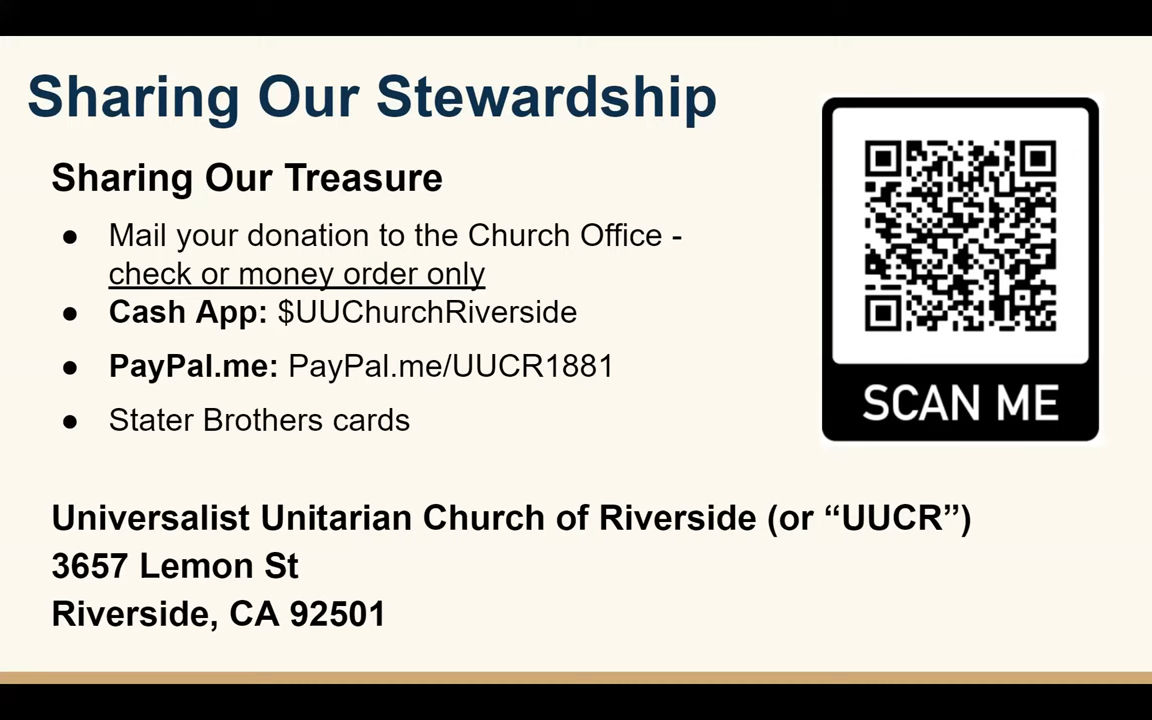 Sharing Our Stewardship
Sharing Our Treasure
● Mail your donation to the Church Office -
check or money order only
● Cash App: $UUChurchRiverside
● PayPal.me: PayPal.me/UUCR1881
● Stater Brothers cards
SCAN ME
Universalist Unitarian Church of Riverside (or “UUCR”)
3657 Lemon St
Riverside, CA 92501